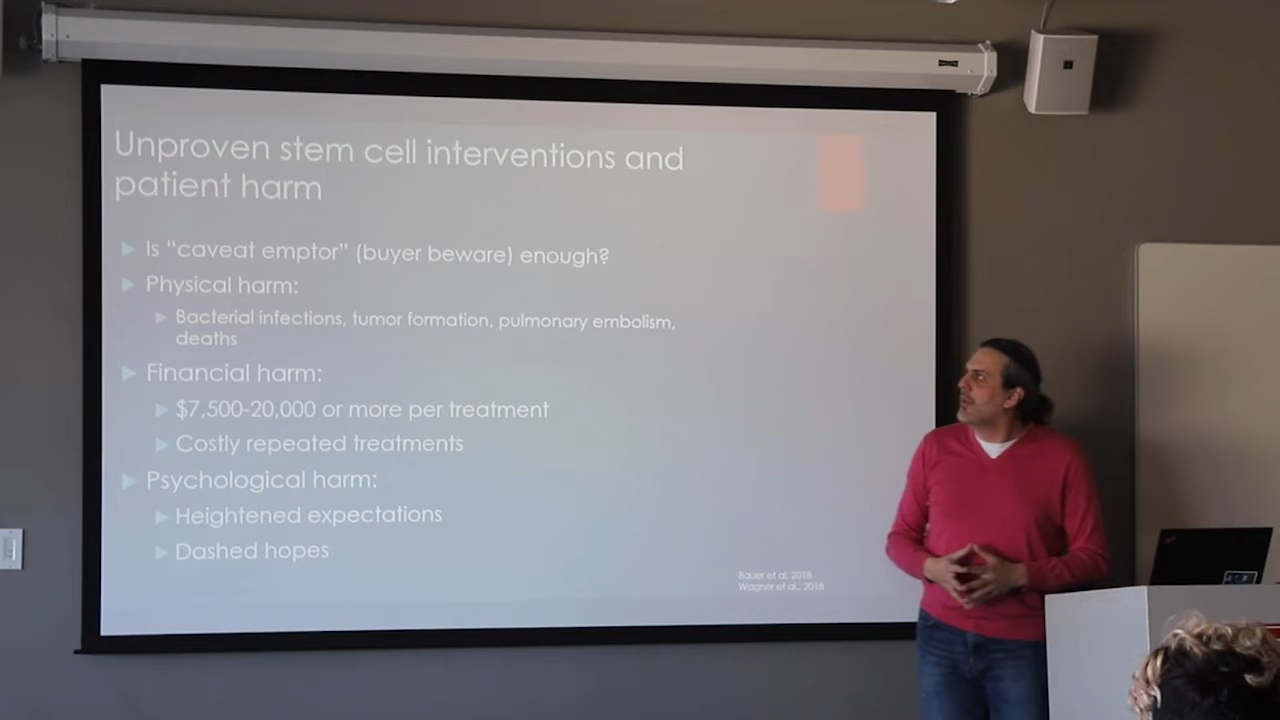 Unproven stem cell interventions and
patient harm
Is “caveat emptor” (buyer beware) enough?
Physical harm:
Bacterial infections, tumor formation, pulmonary embolism,
deaths
Financial harm:
$7,500-20,000 or more per treatment
Costly repeated treatments
Psychological harm:
Heightened expectations
Dashed hopes
Bauer et al, 2018
Wagner et al., 2018